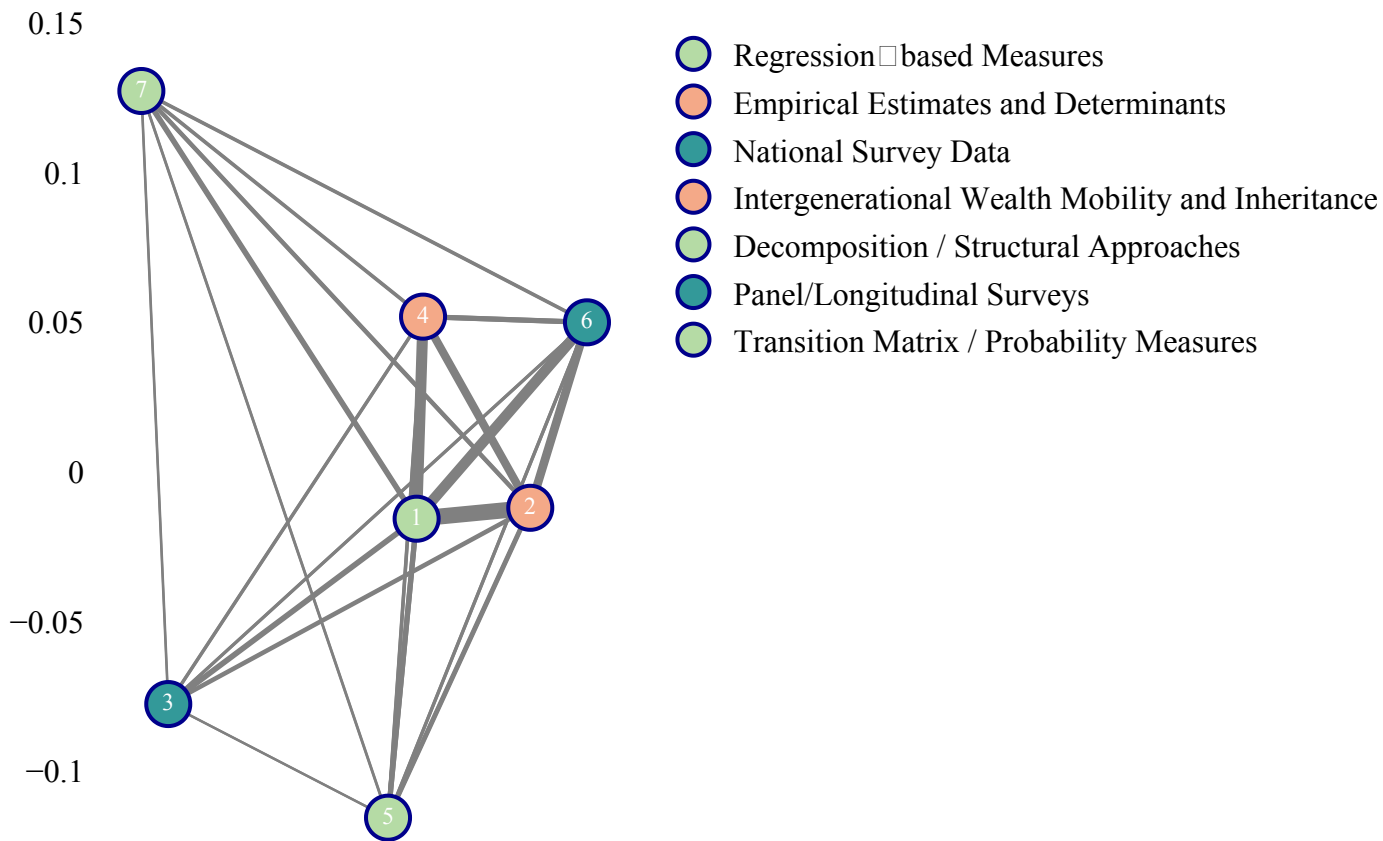 0.15
0.1
0.05
0
−0.05
−0.1
7
4
6
1
2
3
5
Regression□based Measures
Empirical Estimates and Determinants
National Survey Data
Intergenerational Wealth Mobility and Inheritance
Decomposition / Structural Approaches
Panel/Longitudinal Surveys
Transition Matrix / Probability Measures